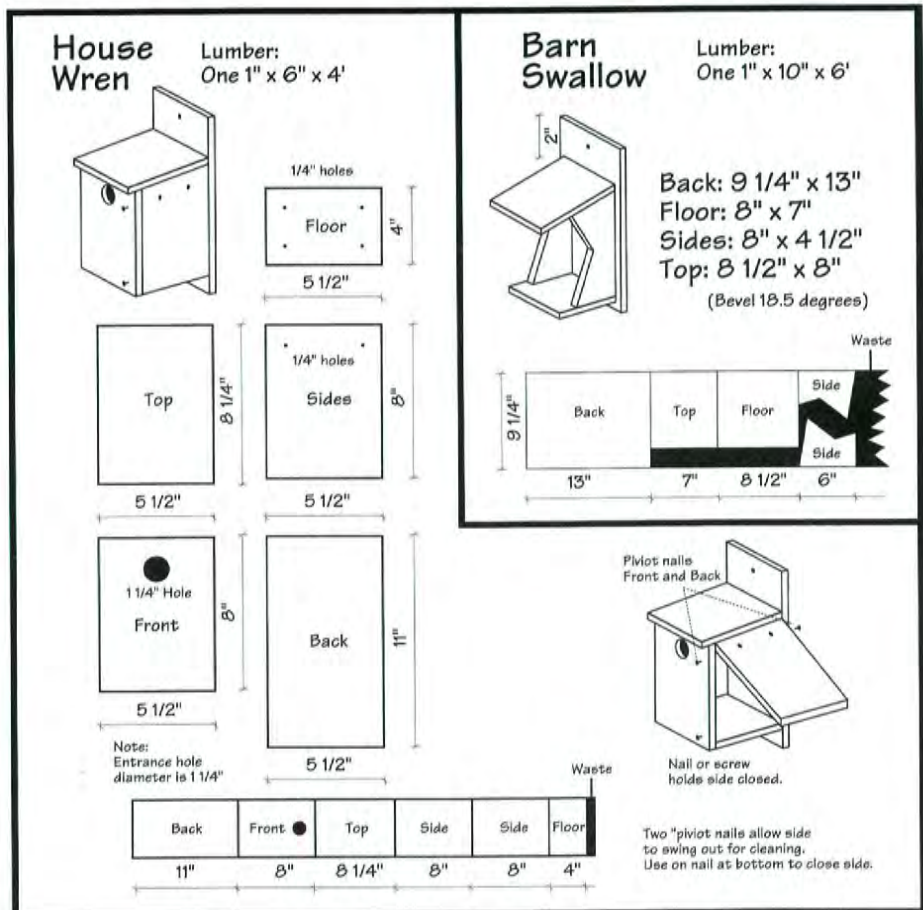 House
Wren
Lumber:
One 1" x 6" x 4'
1/4" holes
Floor
4"
5 1/2"
Top
8 1/4"
5 1/2"
1/4" holes
Sides
8"
5 1/2"
1 1/4" Hole
Front
8"
5 1/2"
Back
11"
5 1/2"
Note:
Entrance hole
diameter is 1 1/4"
Waste
Back
Front
Top
Side
Side
Floor
11"
8"
8 1/4"
8"
8"
4"
Barn
Swallow
Lumber:
One 1" x 10" x 6'
2"
Back: 9 1/4" x 13"
Floor: 8" x 7"
Sides: 8" x 4 1/2"
Top: 8 1/2" x 8"
(Bevel 18.5 degrees)
Waste
9 1/4"
Back
Top
Floor
Side
Side
13"
7"
8 1/2"
6"
Piviot nails
Front and Back
Nail or screw
holds side closed.
Two "piviot nails allow side
to swing out for cleaning.
Use on nail at bottom to close side.